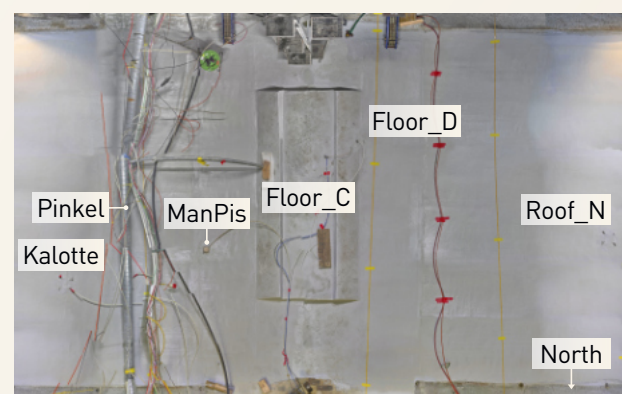 Floor_D
Floor_C
Pinkel
ManPis
Roof_N
Kalotte
North